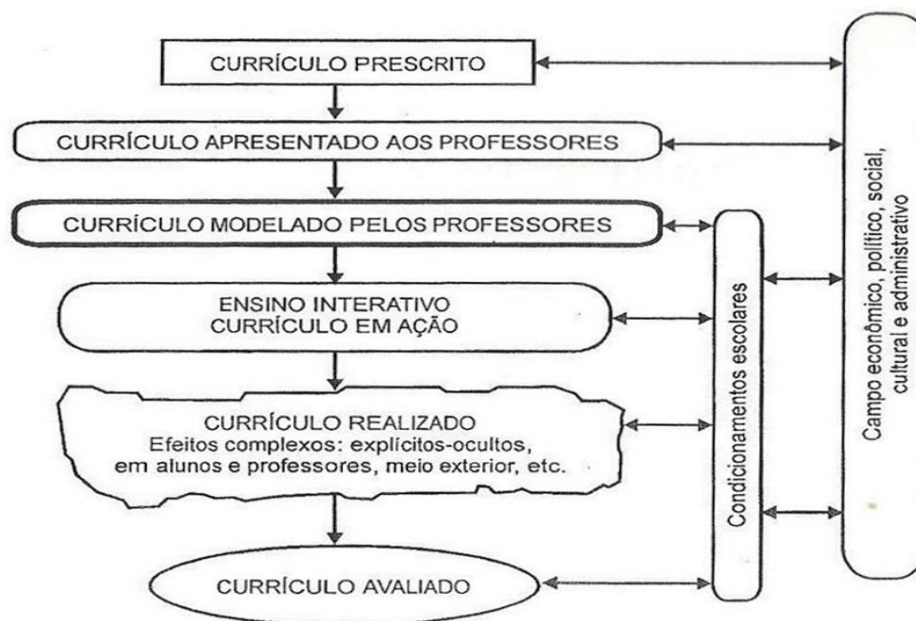 CURRÍCULO PRESCRITO
CURRÍCULO APRESENTADO AOS PROFESSORES
CURRÍCULO MODELADO PELOS PROFESSORES
ENSINO INTERATIVO
CURRÍCULO EM AÇÃO
CURRÍCULO REALIZADO
Efeitos complexos: explícitos-ocultos,
em alunos e professores, meio exterior, etc.
CURRÍCULO AVALIADO
Condicionamentos escolares
Campo econômico, político, social,
cultural e administrativo